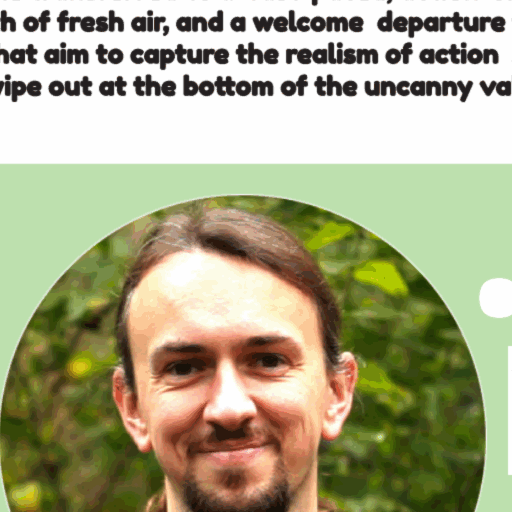 h of fresh air, and a welcome departure
hat aim to capture the realism of action
wipe out at the bottom of the uncanny va